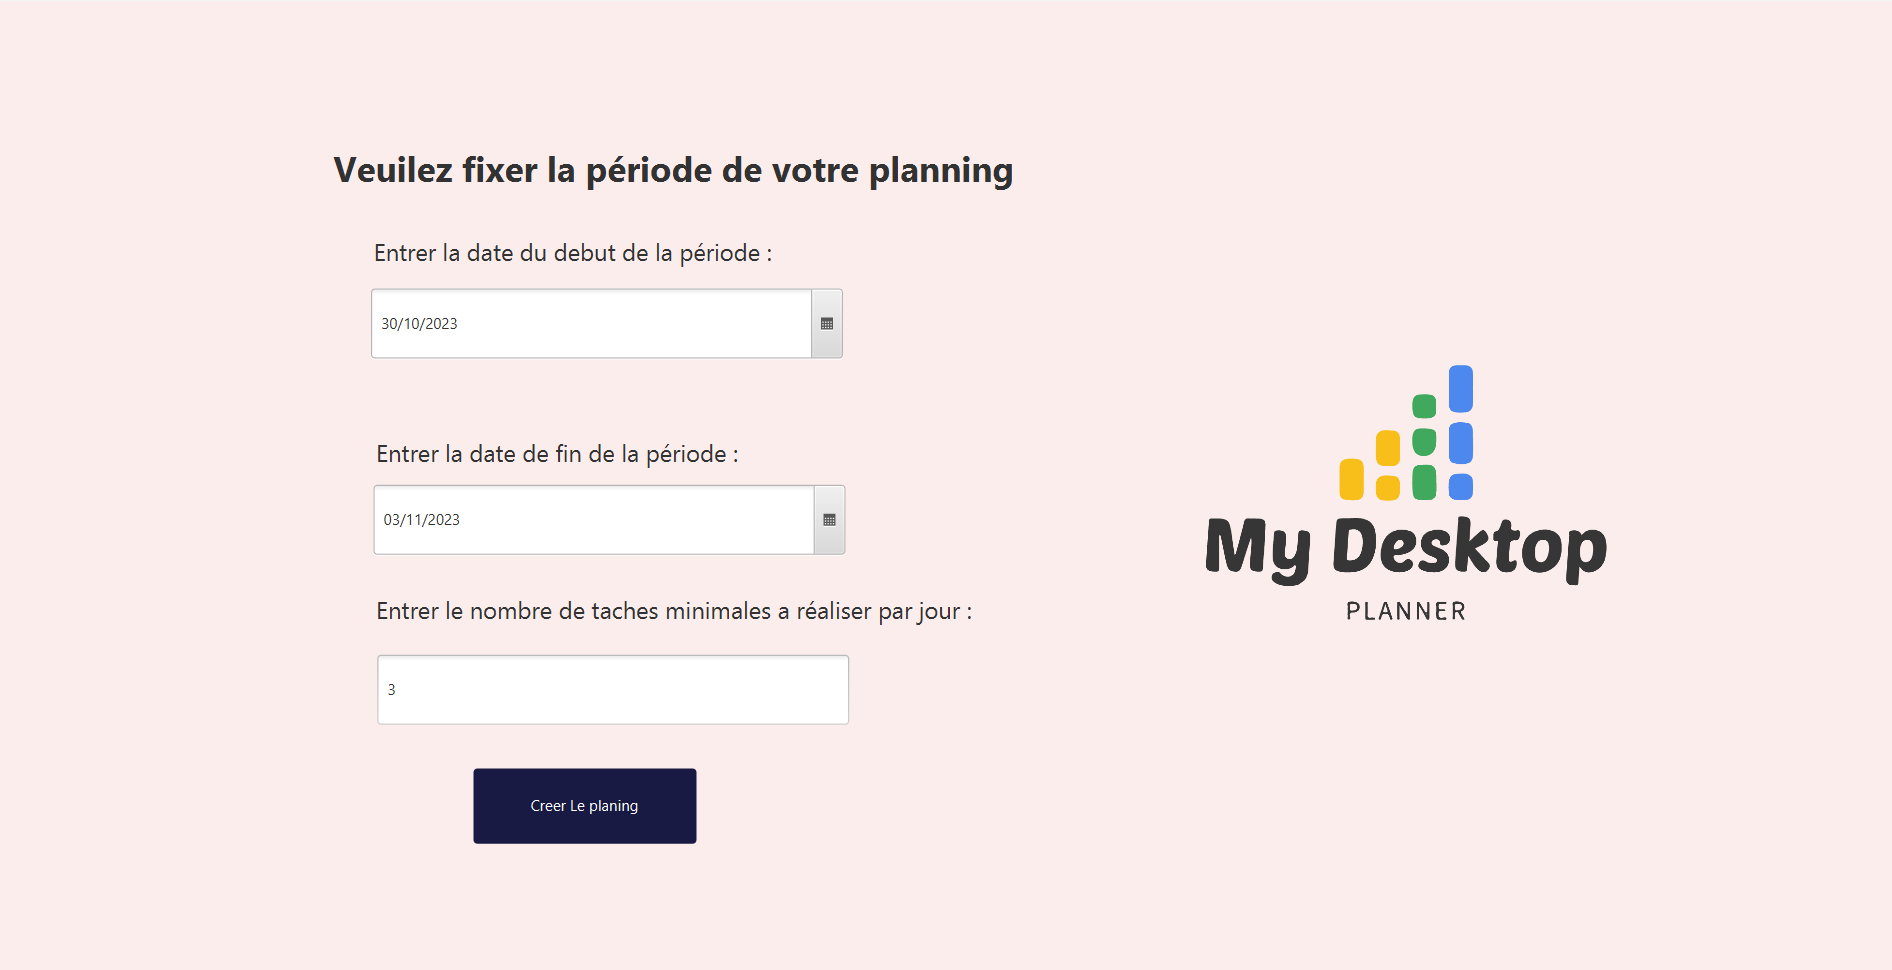 Veuilez fixer la période de votre planning
Entrer la date du debut de la période :
30/10/2023
Entrer la date de fin de la période :
03/11/2023
Entrer le nombre de taches minimales a réaliser par jour :
3
Creer Le planing
My Desktop
PLANNER